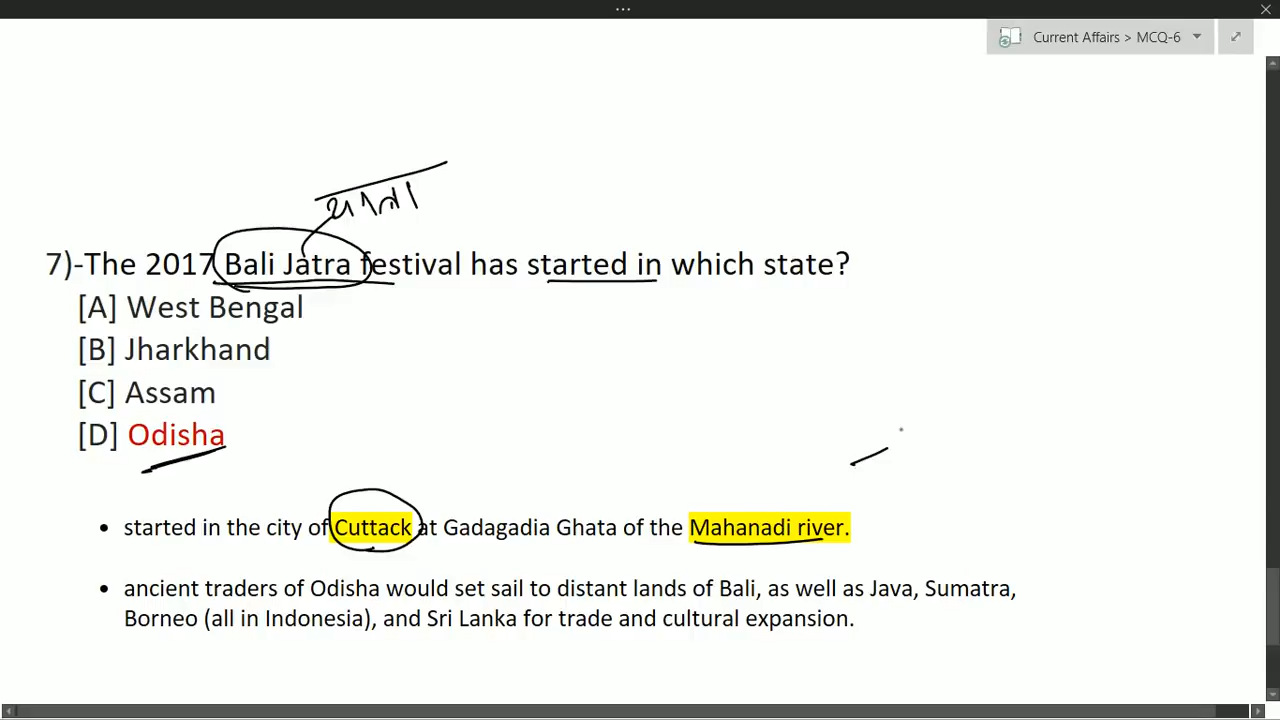 Current Affairs > MCQ-6
યાત્રા
7)-The 2017 Bali Jatra festival has started in which state?
[A] West Bengal
[B] Jharkhand
[C] Assam
[D] Odisha
• started in the city of Cuttack at Gadagadia Ghata of the Mahanadi river.
• ancient traders of Odisha would set sail to distant lands of Bali, as well as Java, Sumatra,
Borneo (all in Indonesia), and Sri Lanka for trade and cultural expansion.